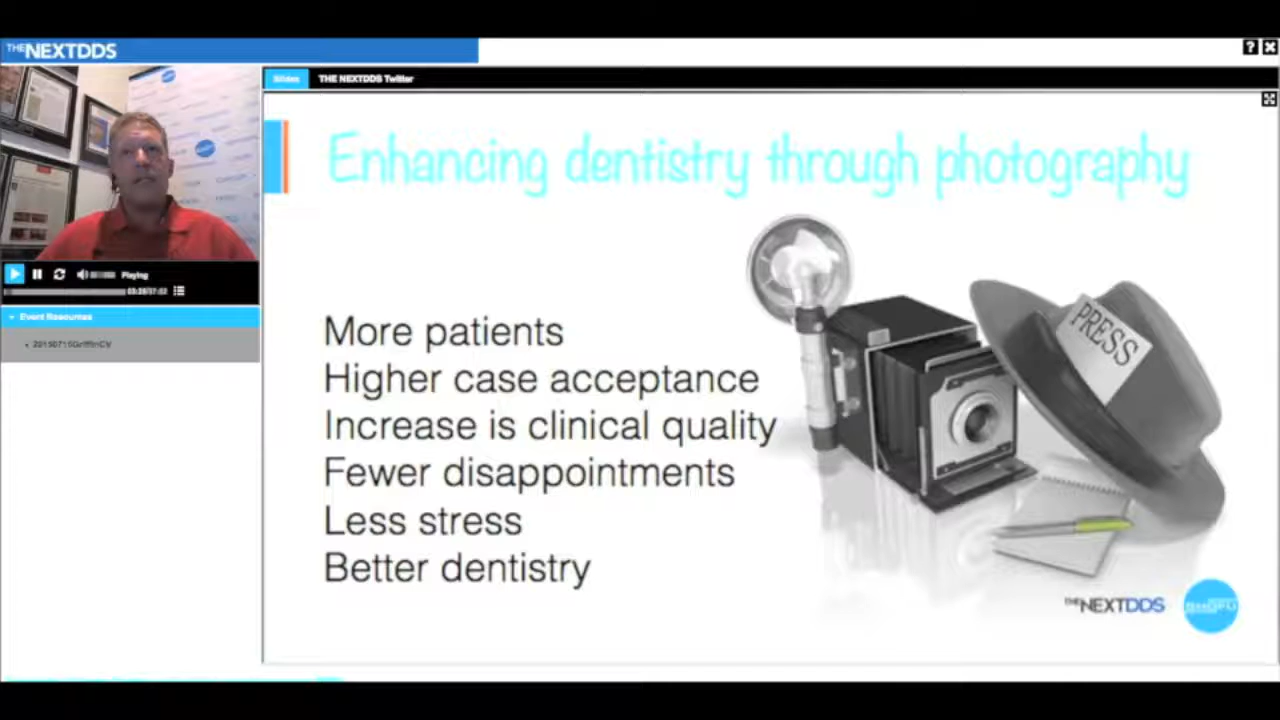 THE NEXTDDS
? X
Slides THE NEXTDDS Twitter
Enhancing dentistry through photography
PRESS
More patients
Higher case acceptance
Increase is clinical quality
Fewer disappointments
Less stress
Better dentistry
Playing
Event Resources
THE NEXTDDS
SHOFU